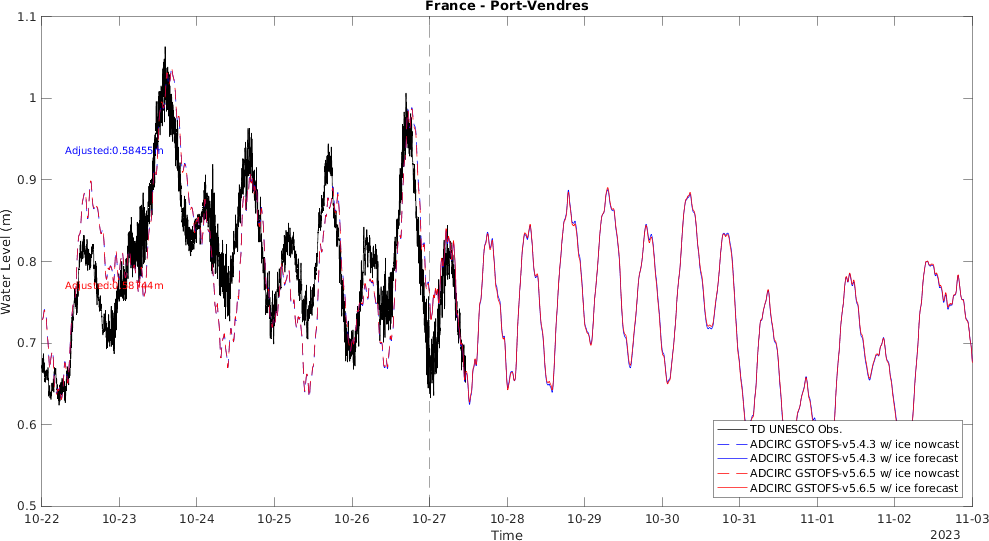 France - Port-Vendres
1.1
1
0.9
0.8
0.7
0.6
0.5
Water Level (m)
Adjusted:0.58455m
Adjusted:0.58744m
TD UNESCO Obs.
ADCIRC GSTOFS-v5.4.3 w/ ice nowcast
ADCIRC GSTOFS-v5.4.3 w/ ice forecast
ADCIRC GSTOFS-v5.6.5 w/ ice nowcast
ADCIRC GSTOFS-v5.6.5 w/ ice forecast
10-22 10-23 10-24 10-25 10-26 10-27 10-28 10-29 10-30 10-31 11-01 11-02 11-03
Time
2023